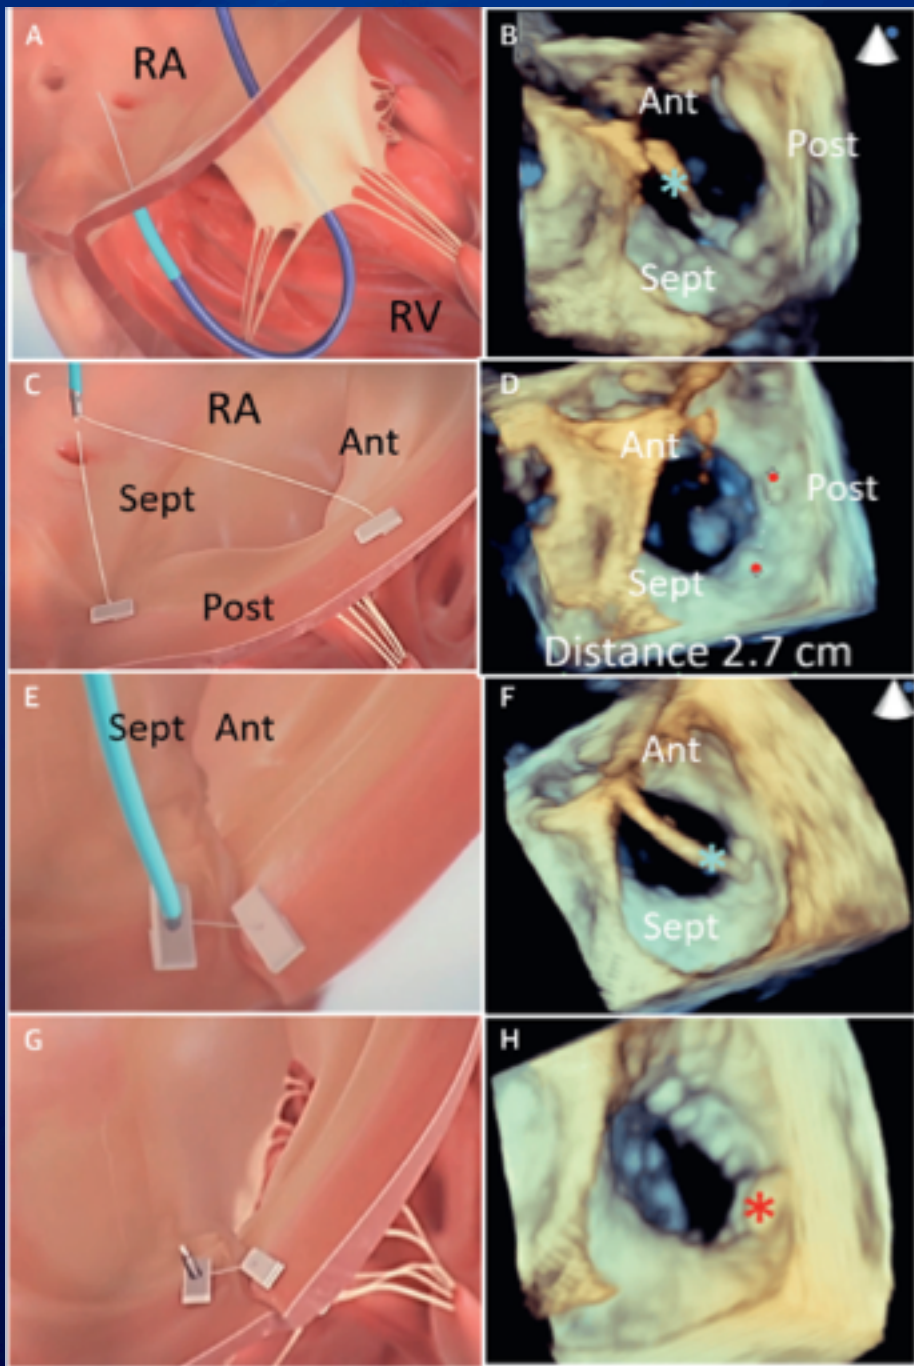 A
RA
RV
B
Ant
Post
*
Sept
C
RA
Ant
Sept
Post
D
Ant
Post
Sept
Distance 2.7 cm
E
Sept Ant
F
Ant
*
Sept
G
H
*